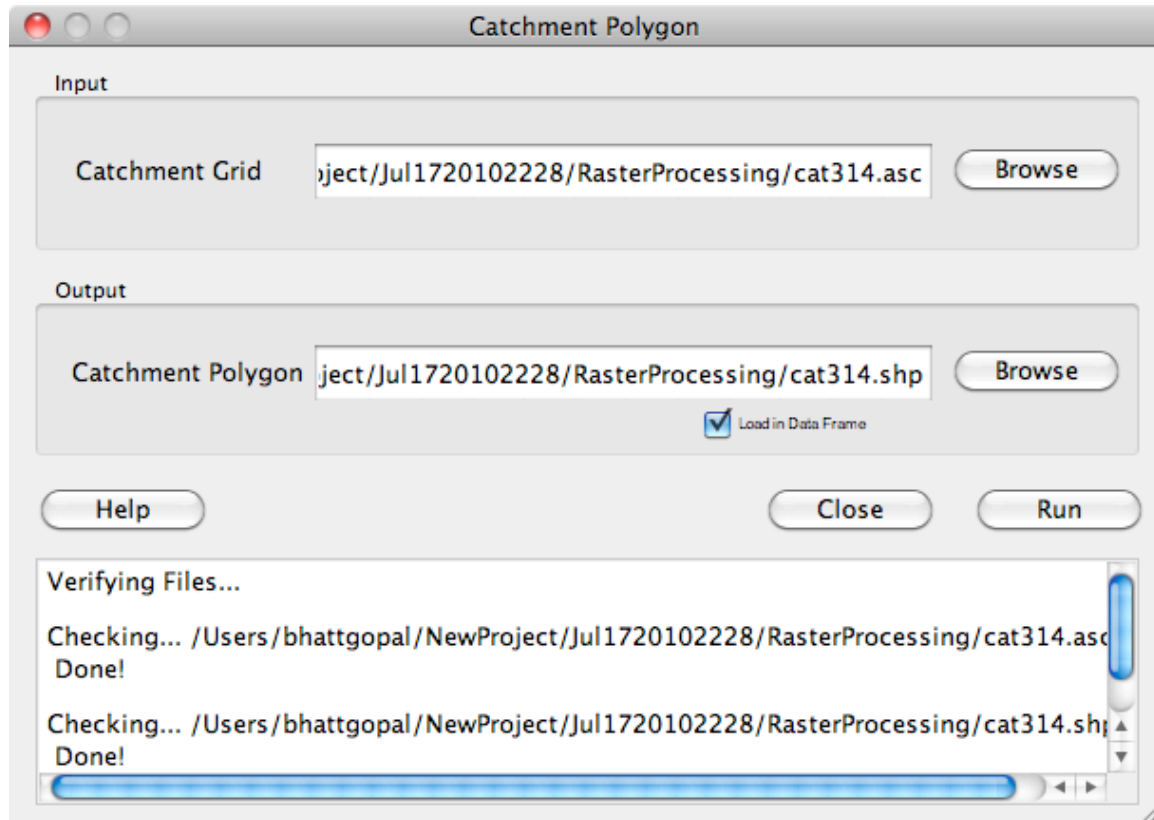 Catchment Polygon
Input
Catchment Grid
ject/Jul1720102228/RasterProcessing/cat314.asc
Browse
Output
Catchment Polygon
ject/Jul1720102228/RasterProcessing/cat314.shp
Browse
Load in Data Frame
Help
Close
Run
Verifying Files...
Checking... /Users/bhattgopal/NewProject/Jul1720102228/RasterProcessing/cat314.asc
Done!
Checking... /Users/bhattgopal/NewProject/Jul1720102228/RasterProcessing/cat314.shp
Done!